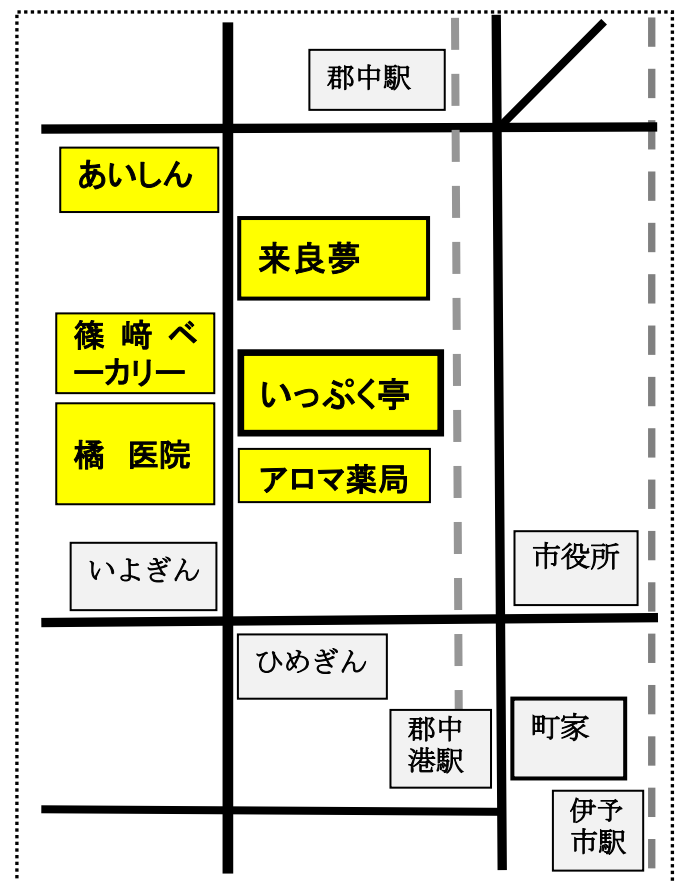 郡中駅
あいしん
来良夢
篠﨑ベ
ーカリー
いっぷく亭
橘 医院
アロマ薬局
いよぎん
市役所
ひめぎん
郡中
港駅
町家
伊予
市駅